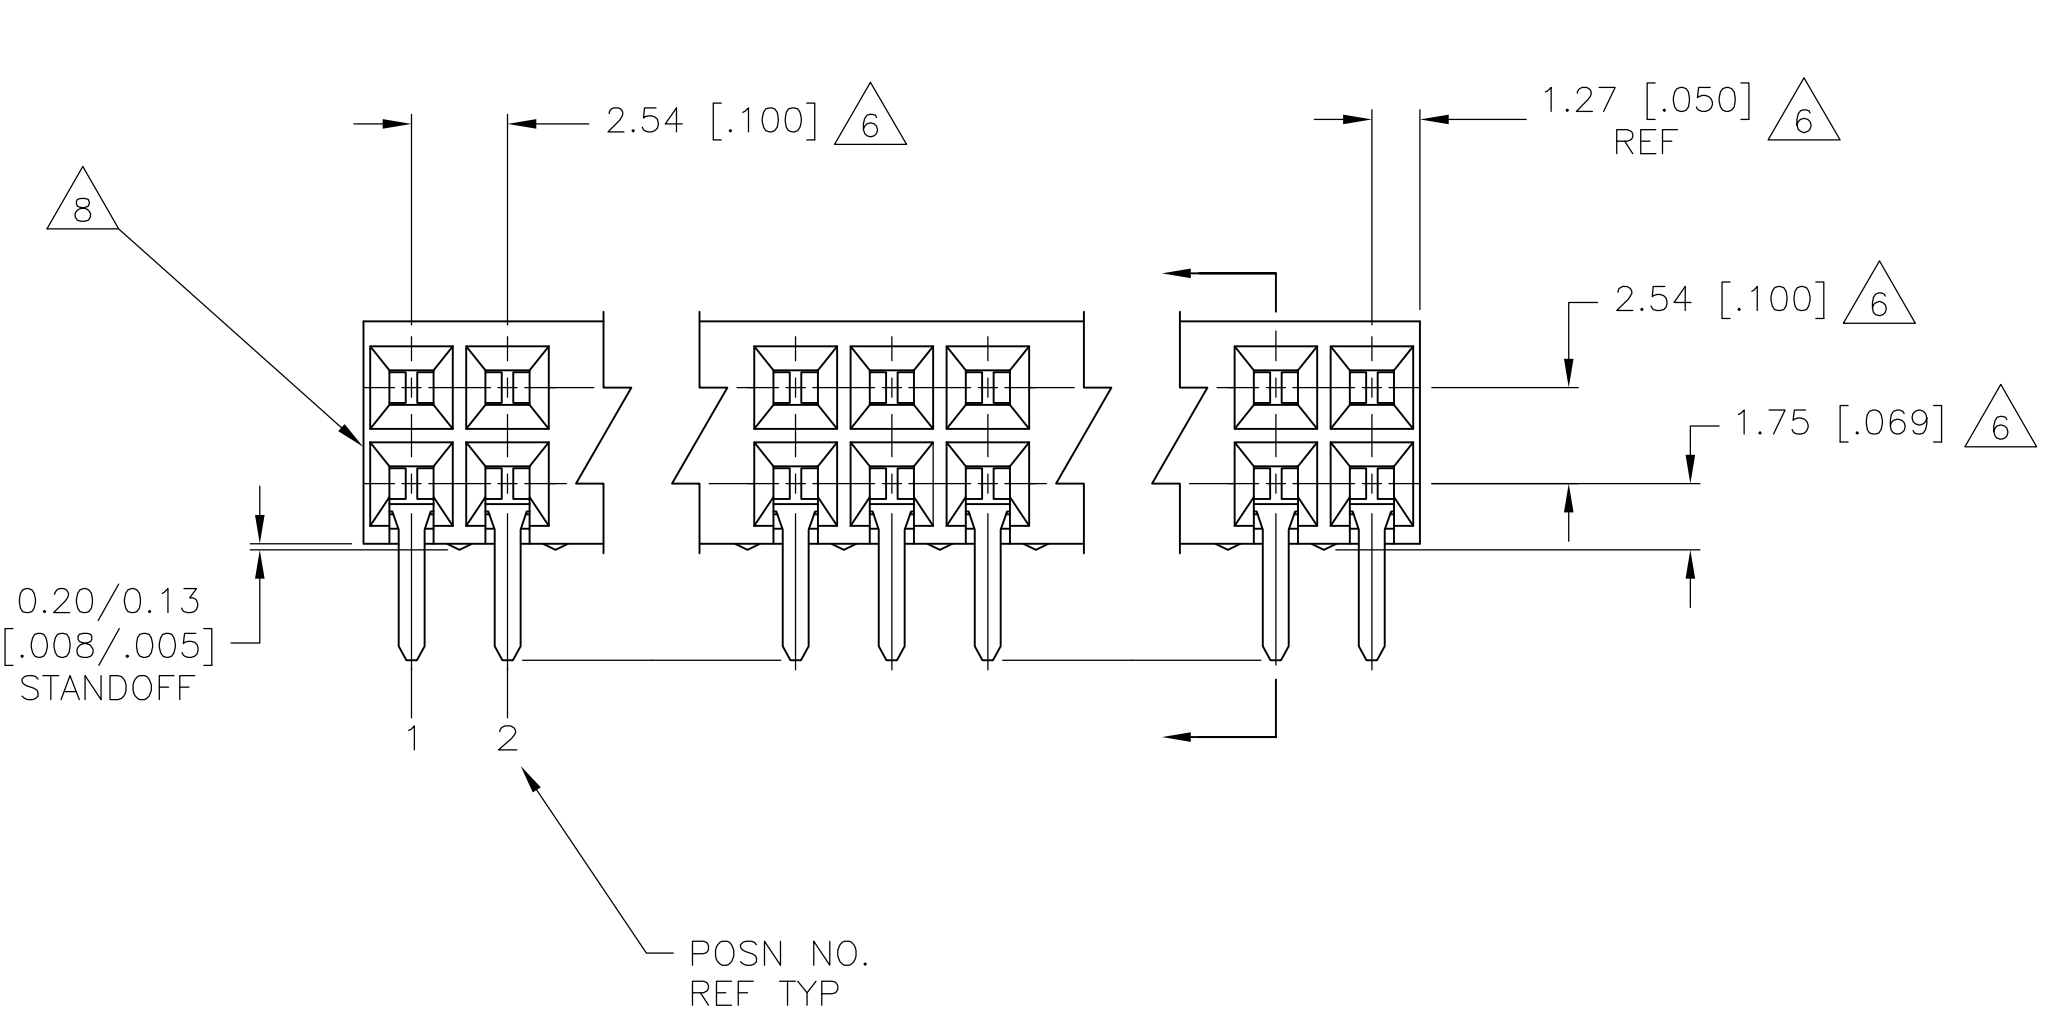 2.54 [.100] 6
1.27 [.050] 6
REF
8
2.54 [.100] 6
1.75 [.069] 6
0.20/0.13
[.008/.005]
STANDOFF
1 2
POSN NO.
REF TYP